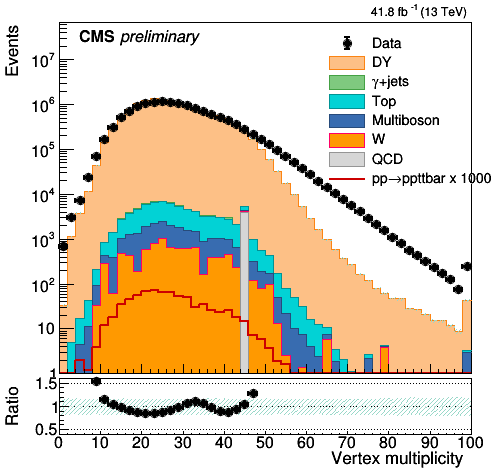 41.8 fb⁻¹ (13 TeV)
CMS preliminary
Events
10⁷
10⁶
10⁵
10⁴
10³
10²
10
1
Data
DY
γ+jets
Top
Multiboson
W
QCD
pp→ppttbar x 1000
Ratio
1.5
1
0.5
0 10 20 30 40 50 60 70 80 90 100
Vertex multiplicity